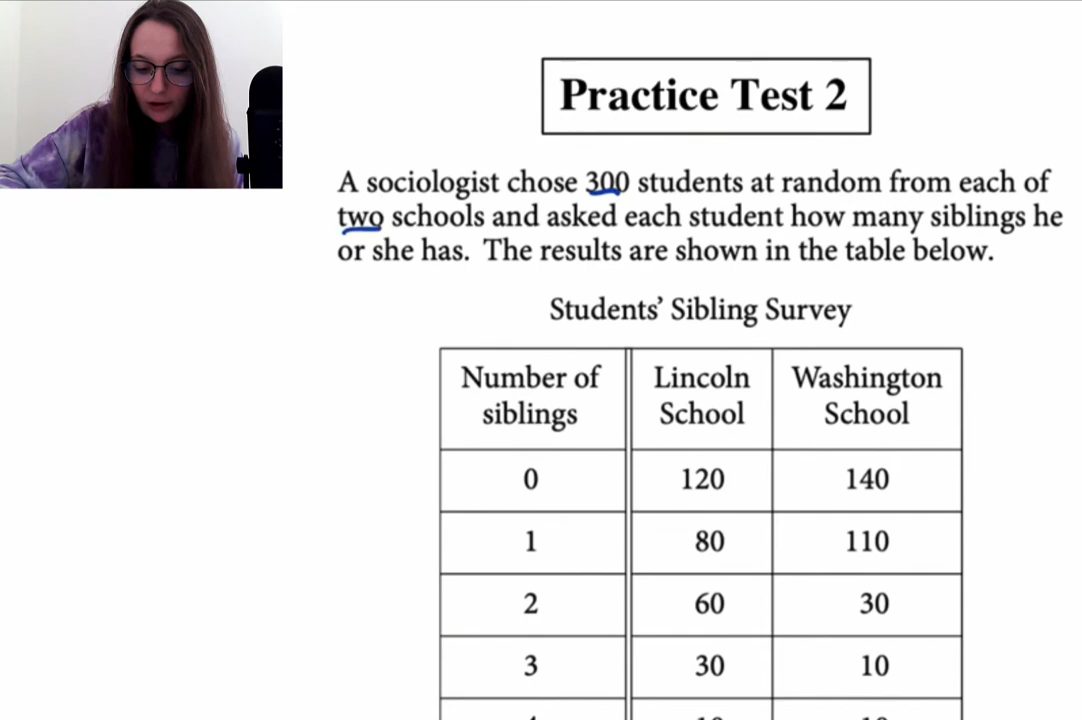 Practice Test 2
A sociologist chose 300 students at random from each of
two schools and asked each student how many siblings he
or she has. The results are shown in the table below.
Students’ Sibling Survey
Number of siblings Lincoln School Washington School
0 120 140
1 80 110
2 60 30
3 30 10